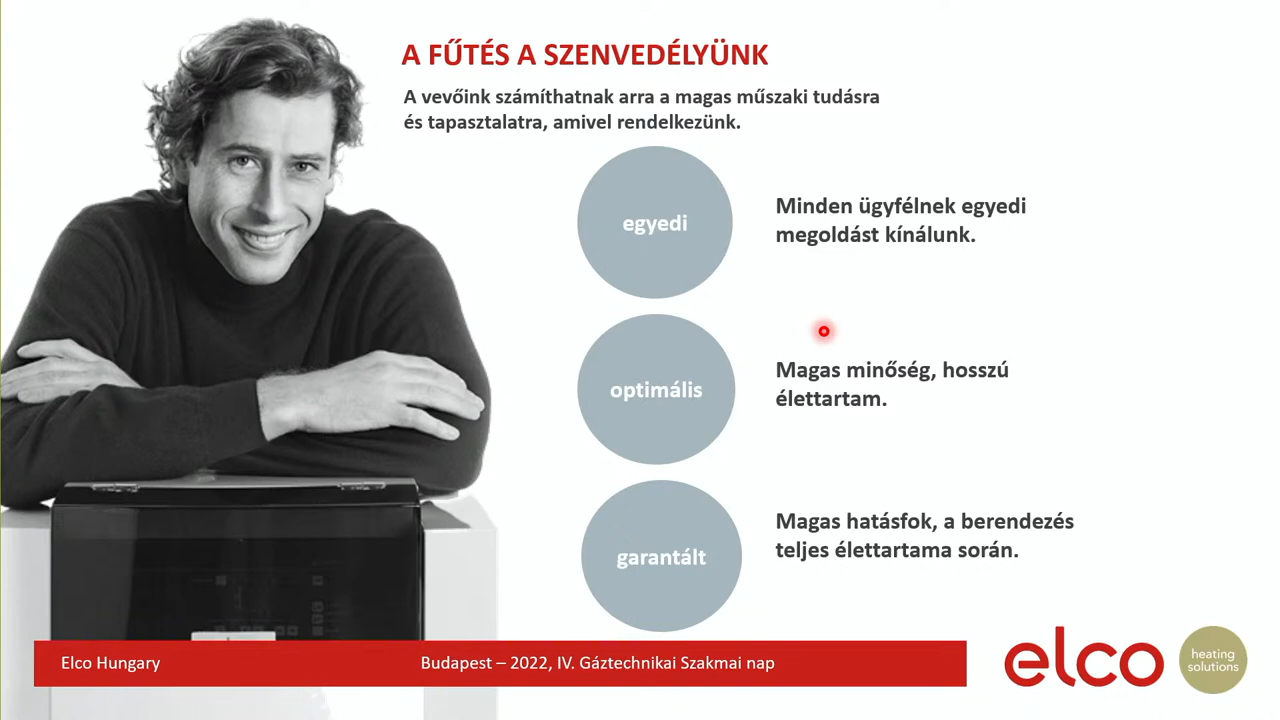 A FŰTÉS A SZENVEDÉLYÜNK
A vevőink számíthatnak arra a magas műszaki tudásra
és tapasztalatra, amivel rendelkezünk.
egyedi
Minden ügyfélnek egyedi
megoldást kínálunk.
optimális
Magas minőség, hosszú
élettartam.
garantált
Magas hatásfok, a berendezés
teljes élettartama során.
Elco Hungary
Budapest – 2022, IV. Gáztechnikai Szakmai nap
elco
heating
solutions